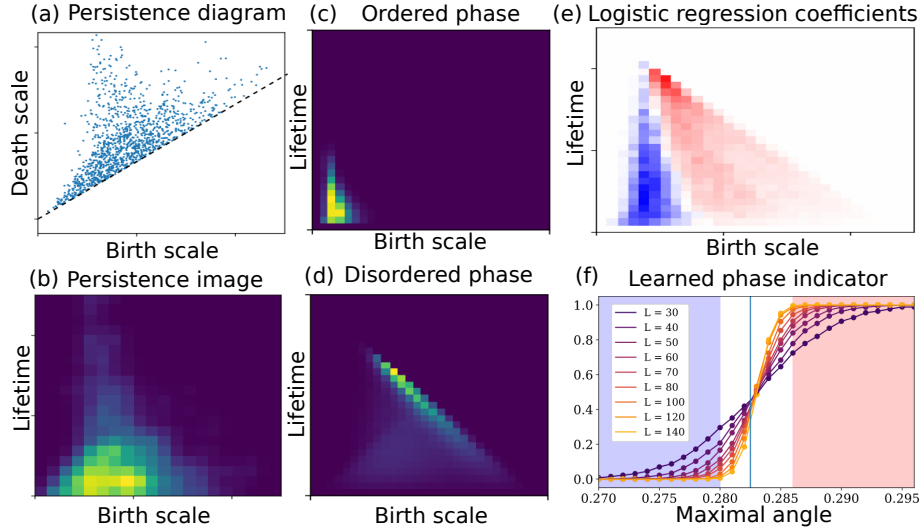 (a) Persistence diagram
Death scale
Birth scale
(b) Persistence image
Lifetime
Birth scale
(c) Ordered phase
Lifetime
Birth scale
(d) Disordered phase
Lifetime
Birth scale
(e) Logistic regression coefficients
Lifetime
Birth scale
(f) Learned phase indicator
1.0
0.8
0.6
0.4
0.2
0.0
L = 30
L = 40
L = 50
L = 60
L = 70
L = 80
L = 100
L = 120
L = 140
0.270 0.275 0.280 0.285 0.290 0.295
Maximal angle